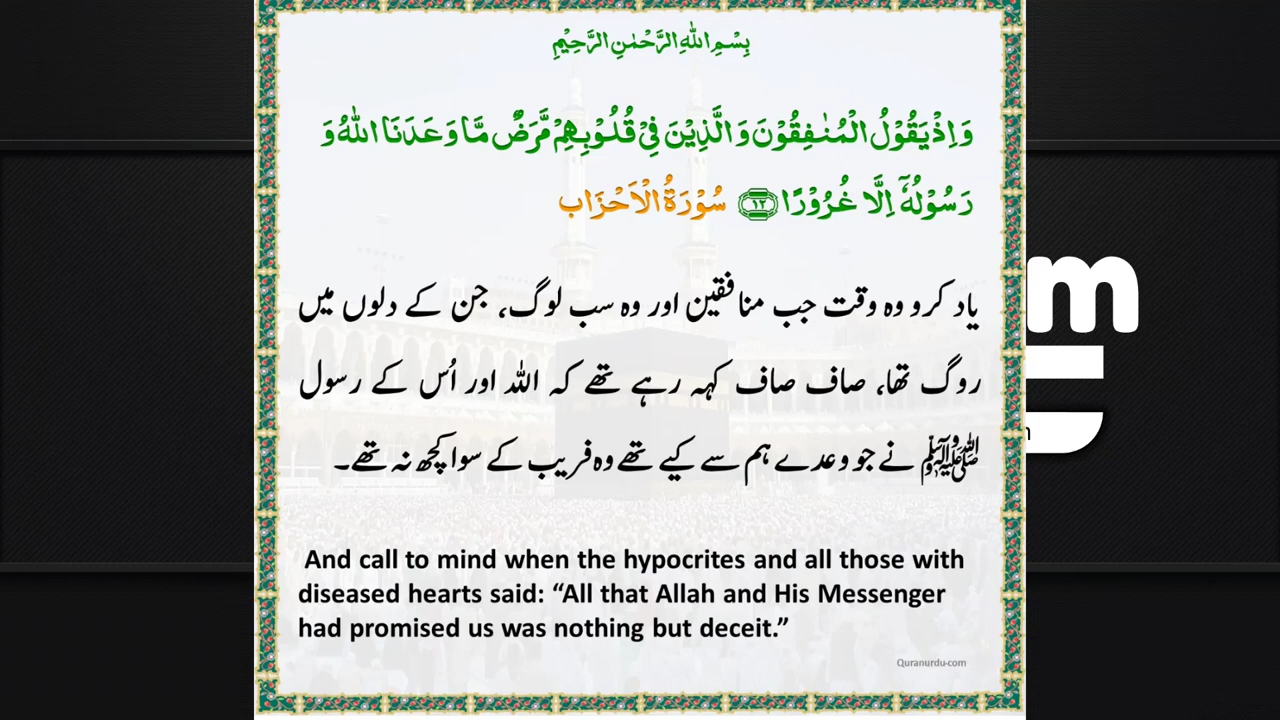 بِسْمِ اللّٰهِ الرَّحْمٰنِ الرَّحِيْمِ
وَ اِذْ يَقُوْلُ الْمُنٰفِقُوْنَ وَ الَّذِيْنَ فِيْ قُلُوْبِهِمْ مَّرَضٌ مَّا وَعَدَنَا اللّٰهُ وَ
رَسُوْلُهٗٓ اِلَّا غُرُوْرًا ۝۱۲ سُوْرَةُ الْاَحْزَاب
یاد کرو وہ وقت جب منافقین اور وہ سب لوگ، جن کے دلوں میں
روگ تھا، صاف صاف کہہ رہے تھے کہ اللہ اور اُس کے رسول
ﷺ نے جو وعدے ہم سے کیے تھے وہ فریب کے سوا کچھ نہ تھے۔
And call to mind when the hypocrites and all those with
diseased hearts said: “All that Allah and His Messenger
had promised us was nothing but deceit.”
Quranurdu-com
m
n